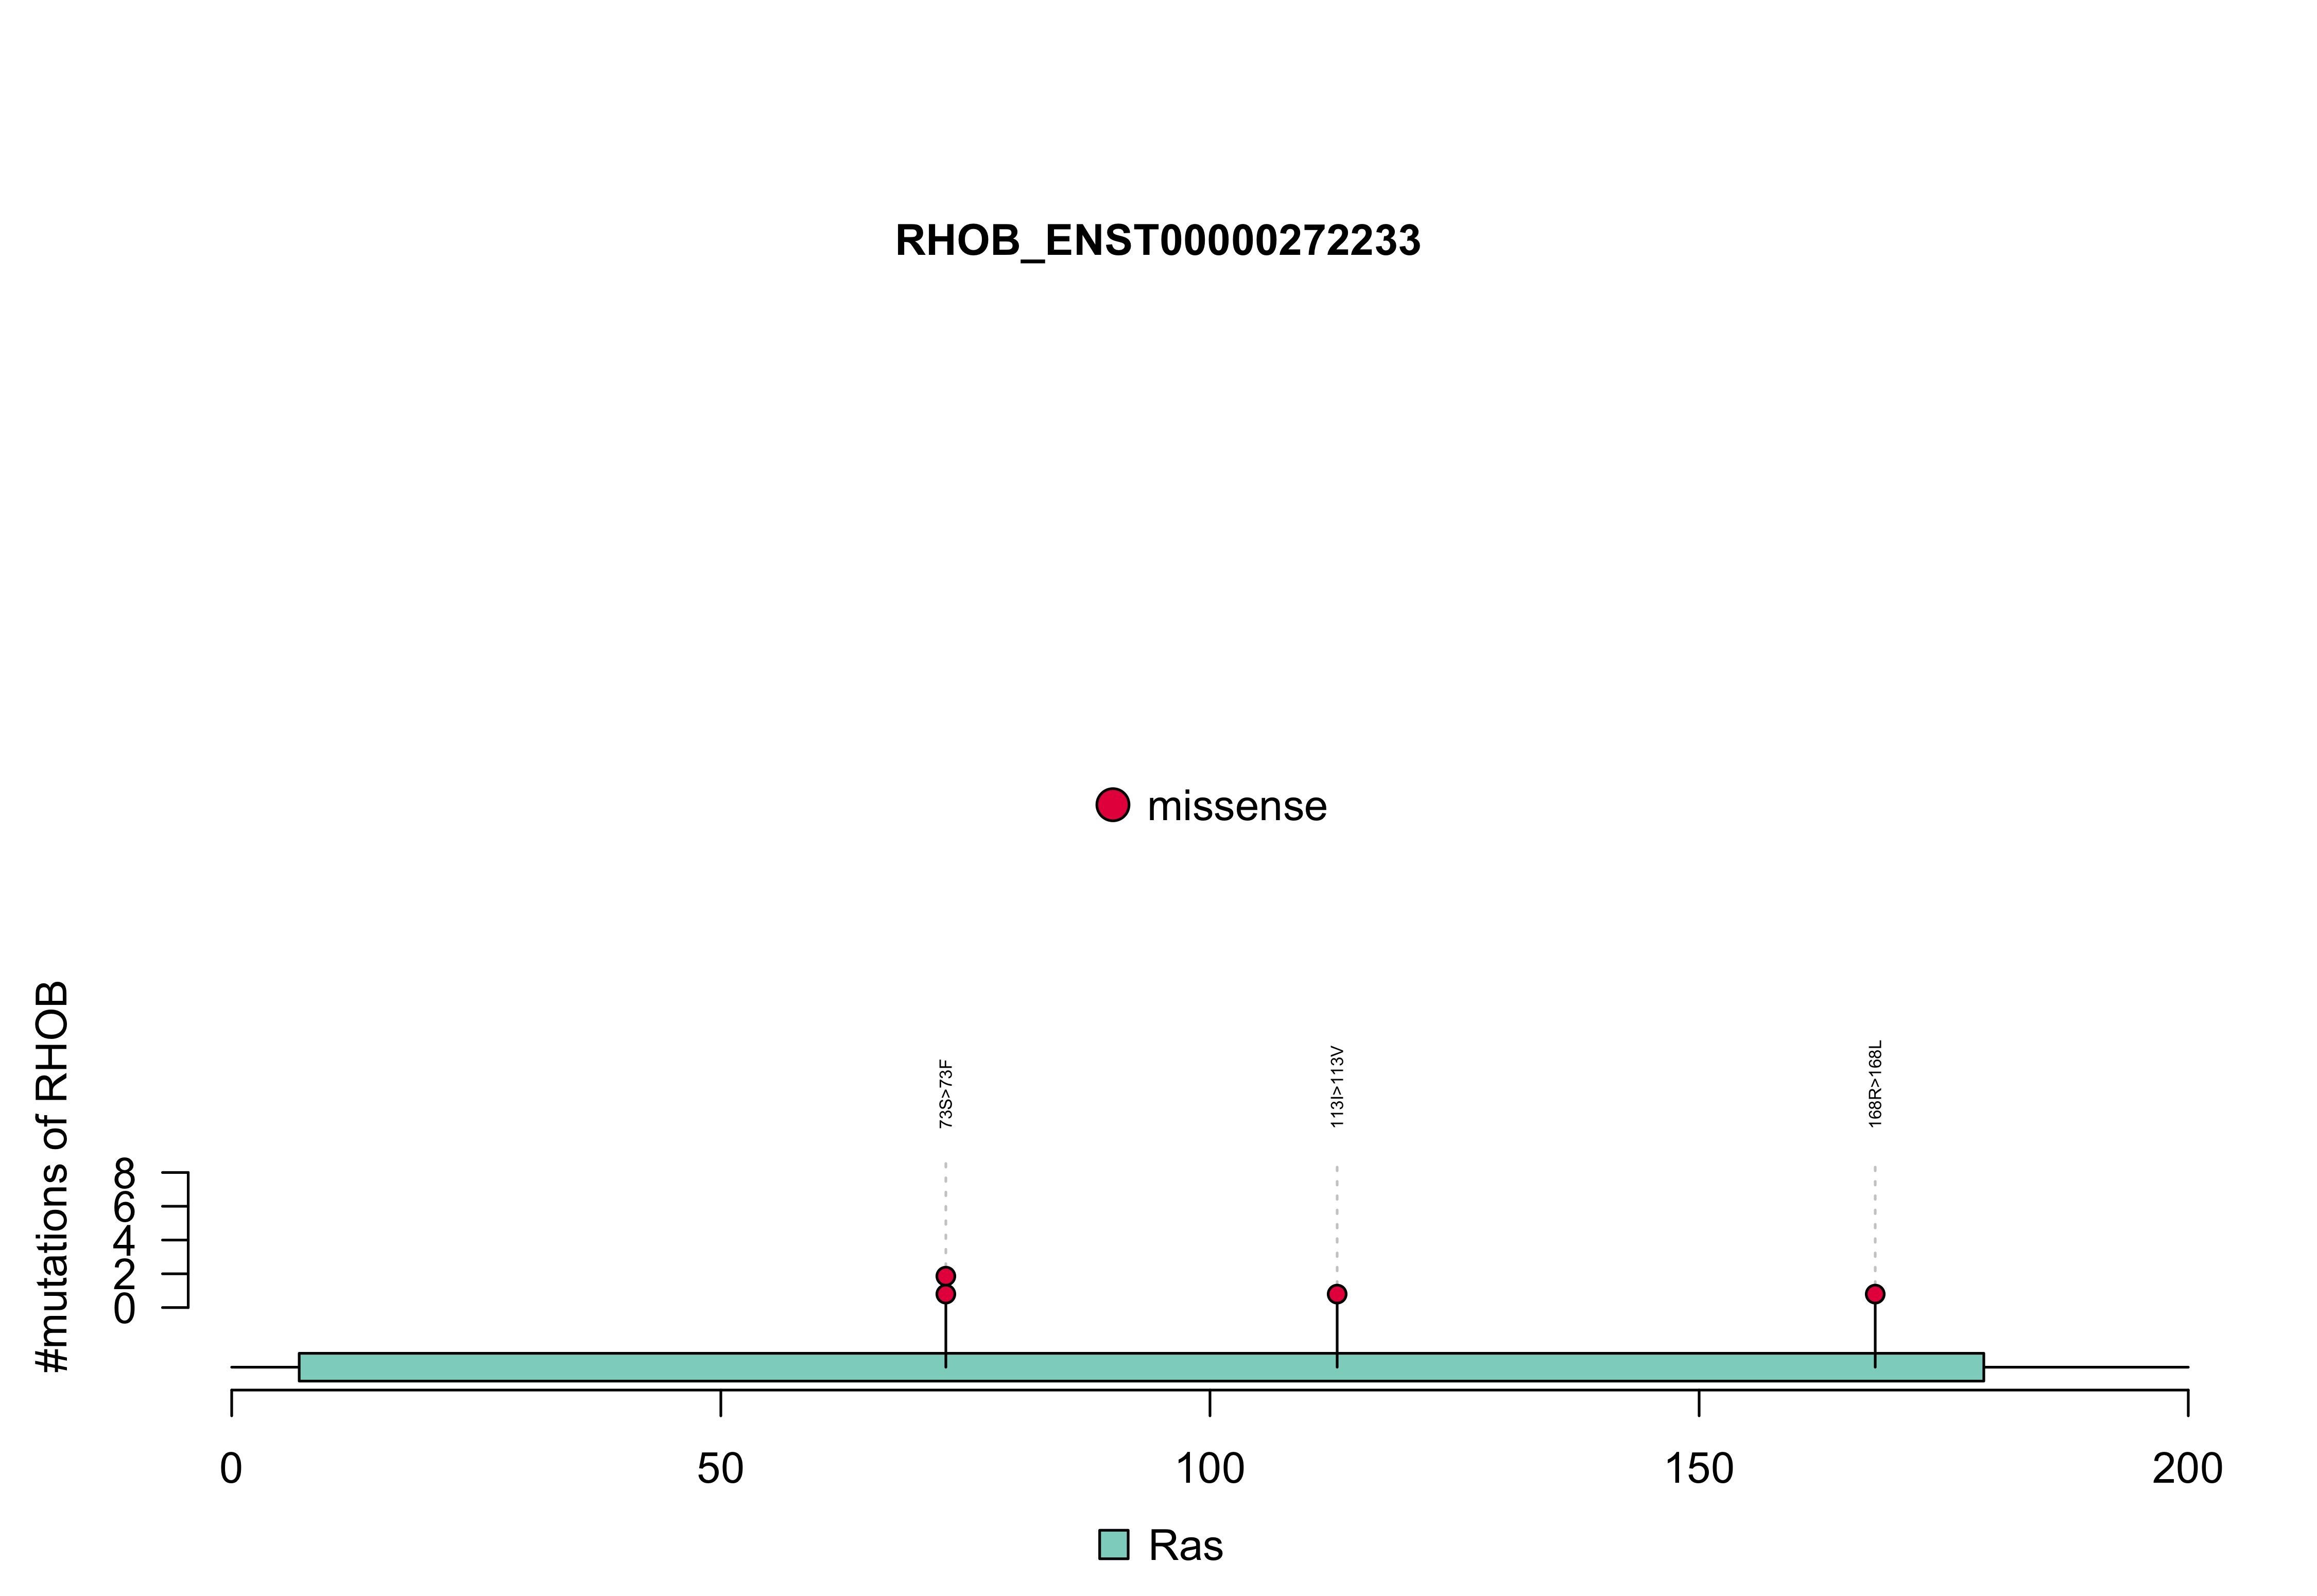 RHOB_ENST00000272233
missense
#mutations of RHOB
73S>73F
113I>113V
168R>168L
8
6
4
2
0
0 50 100 150 200
Ras